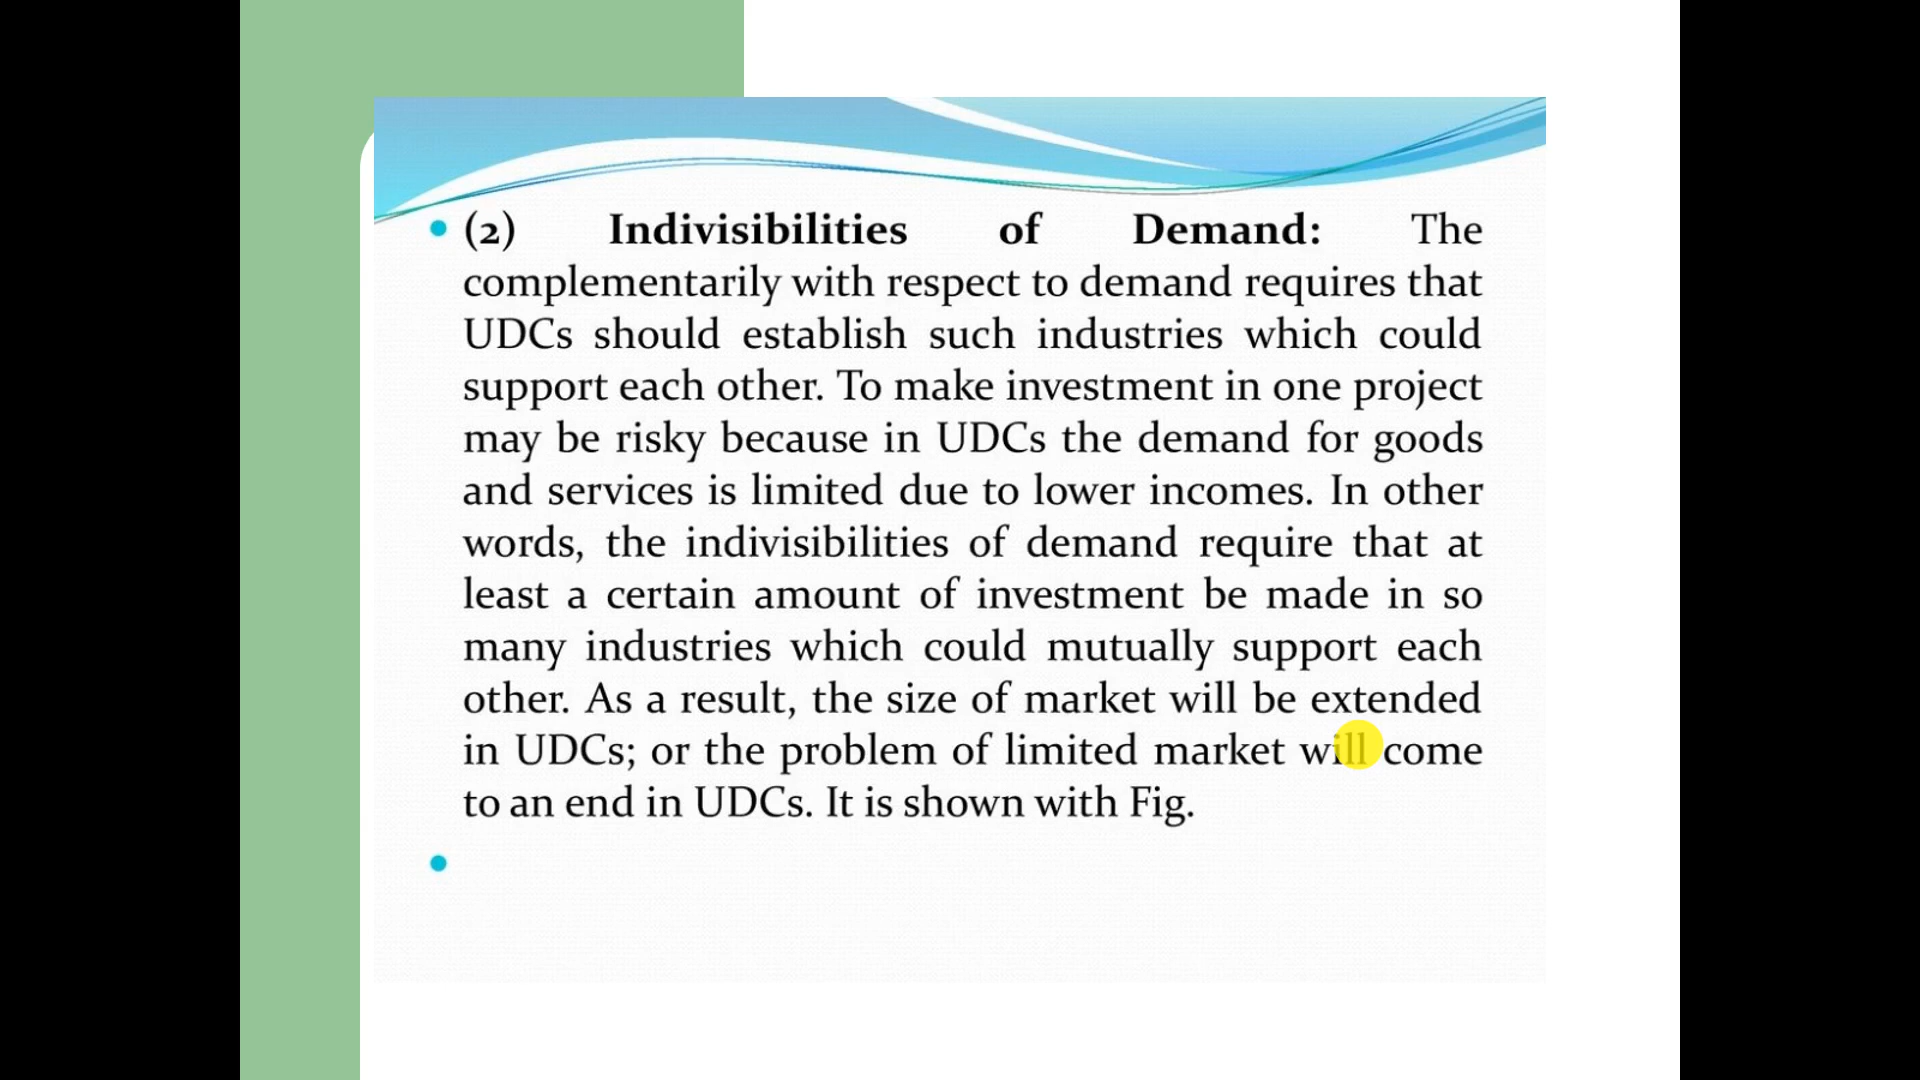 (2) Indivisibilities of Demand: The
complementarily with respect to demand requires that
UDCs should establish such industries which could
support each other. To make investment in one project
may be risky because in UDCs the demand for goods
and services is limited due to lower incomes. In other
words, the indivisibilities of demand require that at
least a certain amount of investment be made in so
many industries which could mutually support each
other. As a result, the size of market will be extended
in UDCs; or the problem of limited market will come
to an end in UDCs. It is shown with Fig.